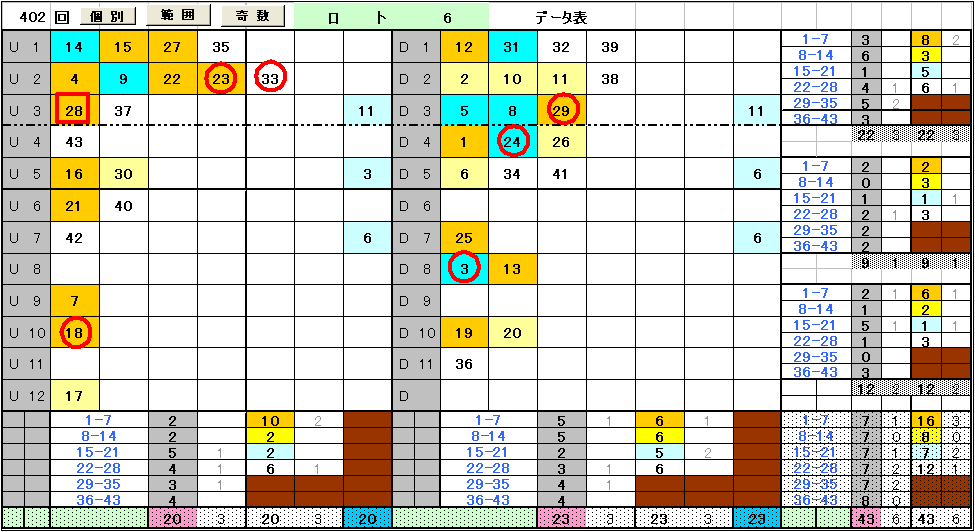 402 回 個別 範囲 奇数 ロト 6 データ表
U 1 14 15 27 35 D 1 12 31 32 39 1-7 3 8 2
8-14 6 3
U 2 4 9 22 23 33 D 2 2 10 11 38 15-21 1 5
22-28 4 1 6 1
U 3 28 37 11 D 3 5 8 29 11 29-35 5 2
36-43 3
U 4 43 D 4 1 24 26 22 22
U 5 16 30 3 D 5 6 34 41 6 1-7 2 2
8-14 0 3
U 6 21 40 D 6 15-21 1 1 1
22-28 2 1 3
U 7 42 6 D 7 25 6 29-35 2
36-43 2
U 8 D 8 3 13 9 1 9 1
U 9 7 D 9 1-7 2 1 6 1
8-14 1 2
U 10 18 D 10 19 20 15-21 5 1 1 1
22-28 1 3
U 11 D 11 36 29-35 0
36-43 3
U 12 17 D 12 2 12 2
1-7 2 10 2 1-7 5 1 6 1 1-7 7 1 16 3
8-14 2 2 8-14 5 6 8-14 7 0 8 0
15-21 5 1 2 15-21 2 5 2 15-21 7 1 7 2
22-28 4 1 6 1 22-28 3 1 6 22-28 7 2 12 1
29-35 3 1 29-35 4 1 29-35 7 2
36-43 4 36-43 4 36-43 8 0
20 3 20 3 20 23 3 23 3 23 43 6 43 6